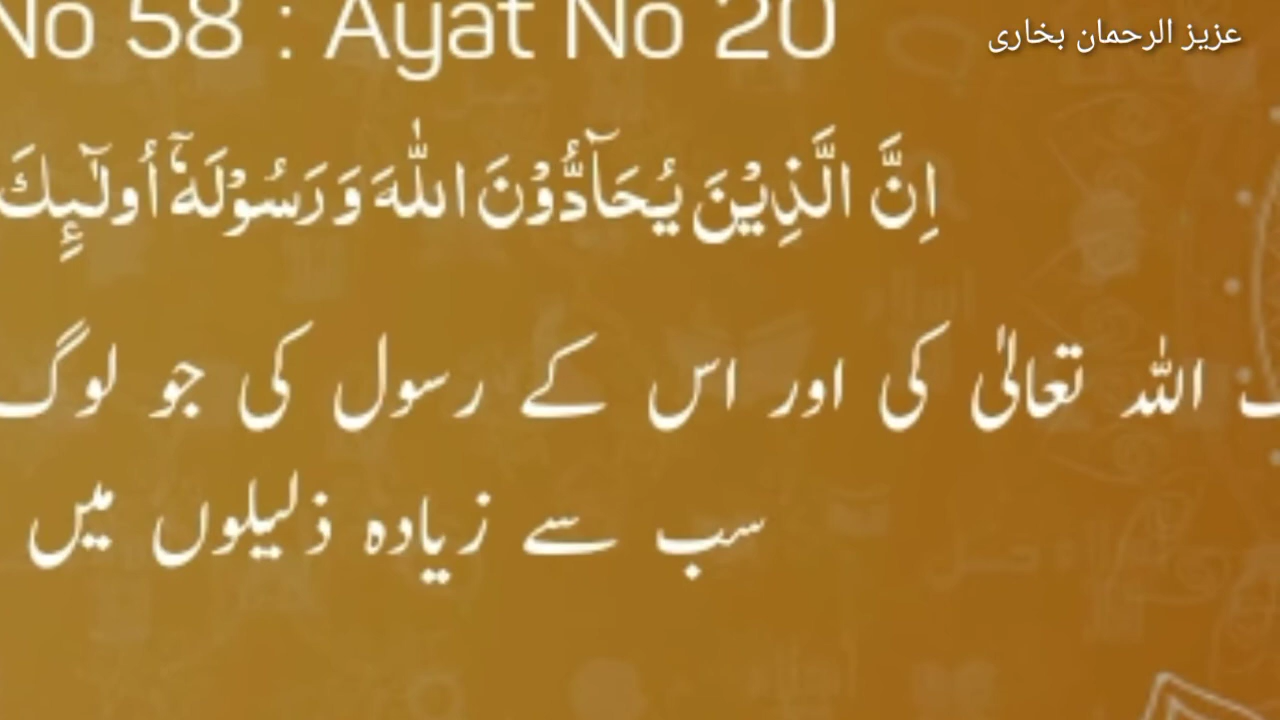 No 58 : Ayat No 20
عزیز الرحمان بخاری
اِنَّ الَّذِیْنَ یُحَآدُّوْنَ اللّٰهَ وَ رَسُوْلَهٗۤ اُولٰٓىِٕكَ
اللہ تعالیٰ کی اور اس کے رسول کی جو لوگ
سب سے زیادہ ذلیلوں میں